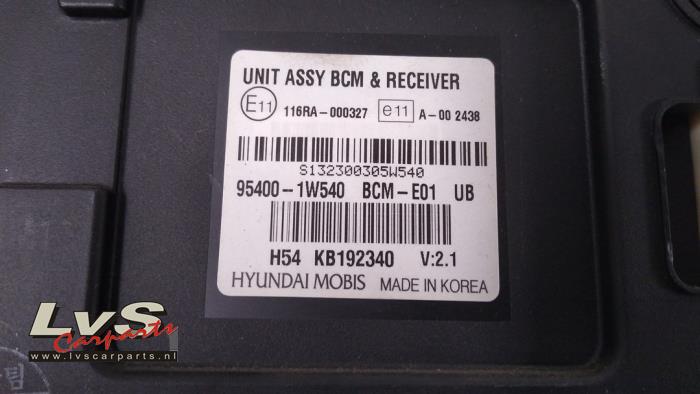 UNIT ASSY BCM & RECEIVER
E11 116RA-000327 e11 A-00 2438
S132300305W540
95400-1W540 BCM-E01 UB
H54 KB192340 V:2.1
HYUNDAI MOBIS MADE IN KOREA
LvS
Carparts
www.lvscarparts.nl
팀